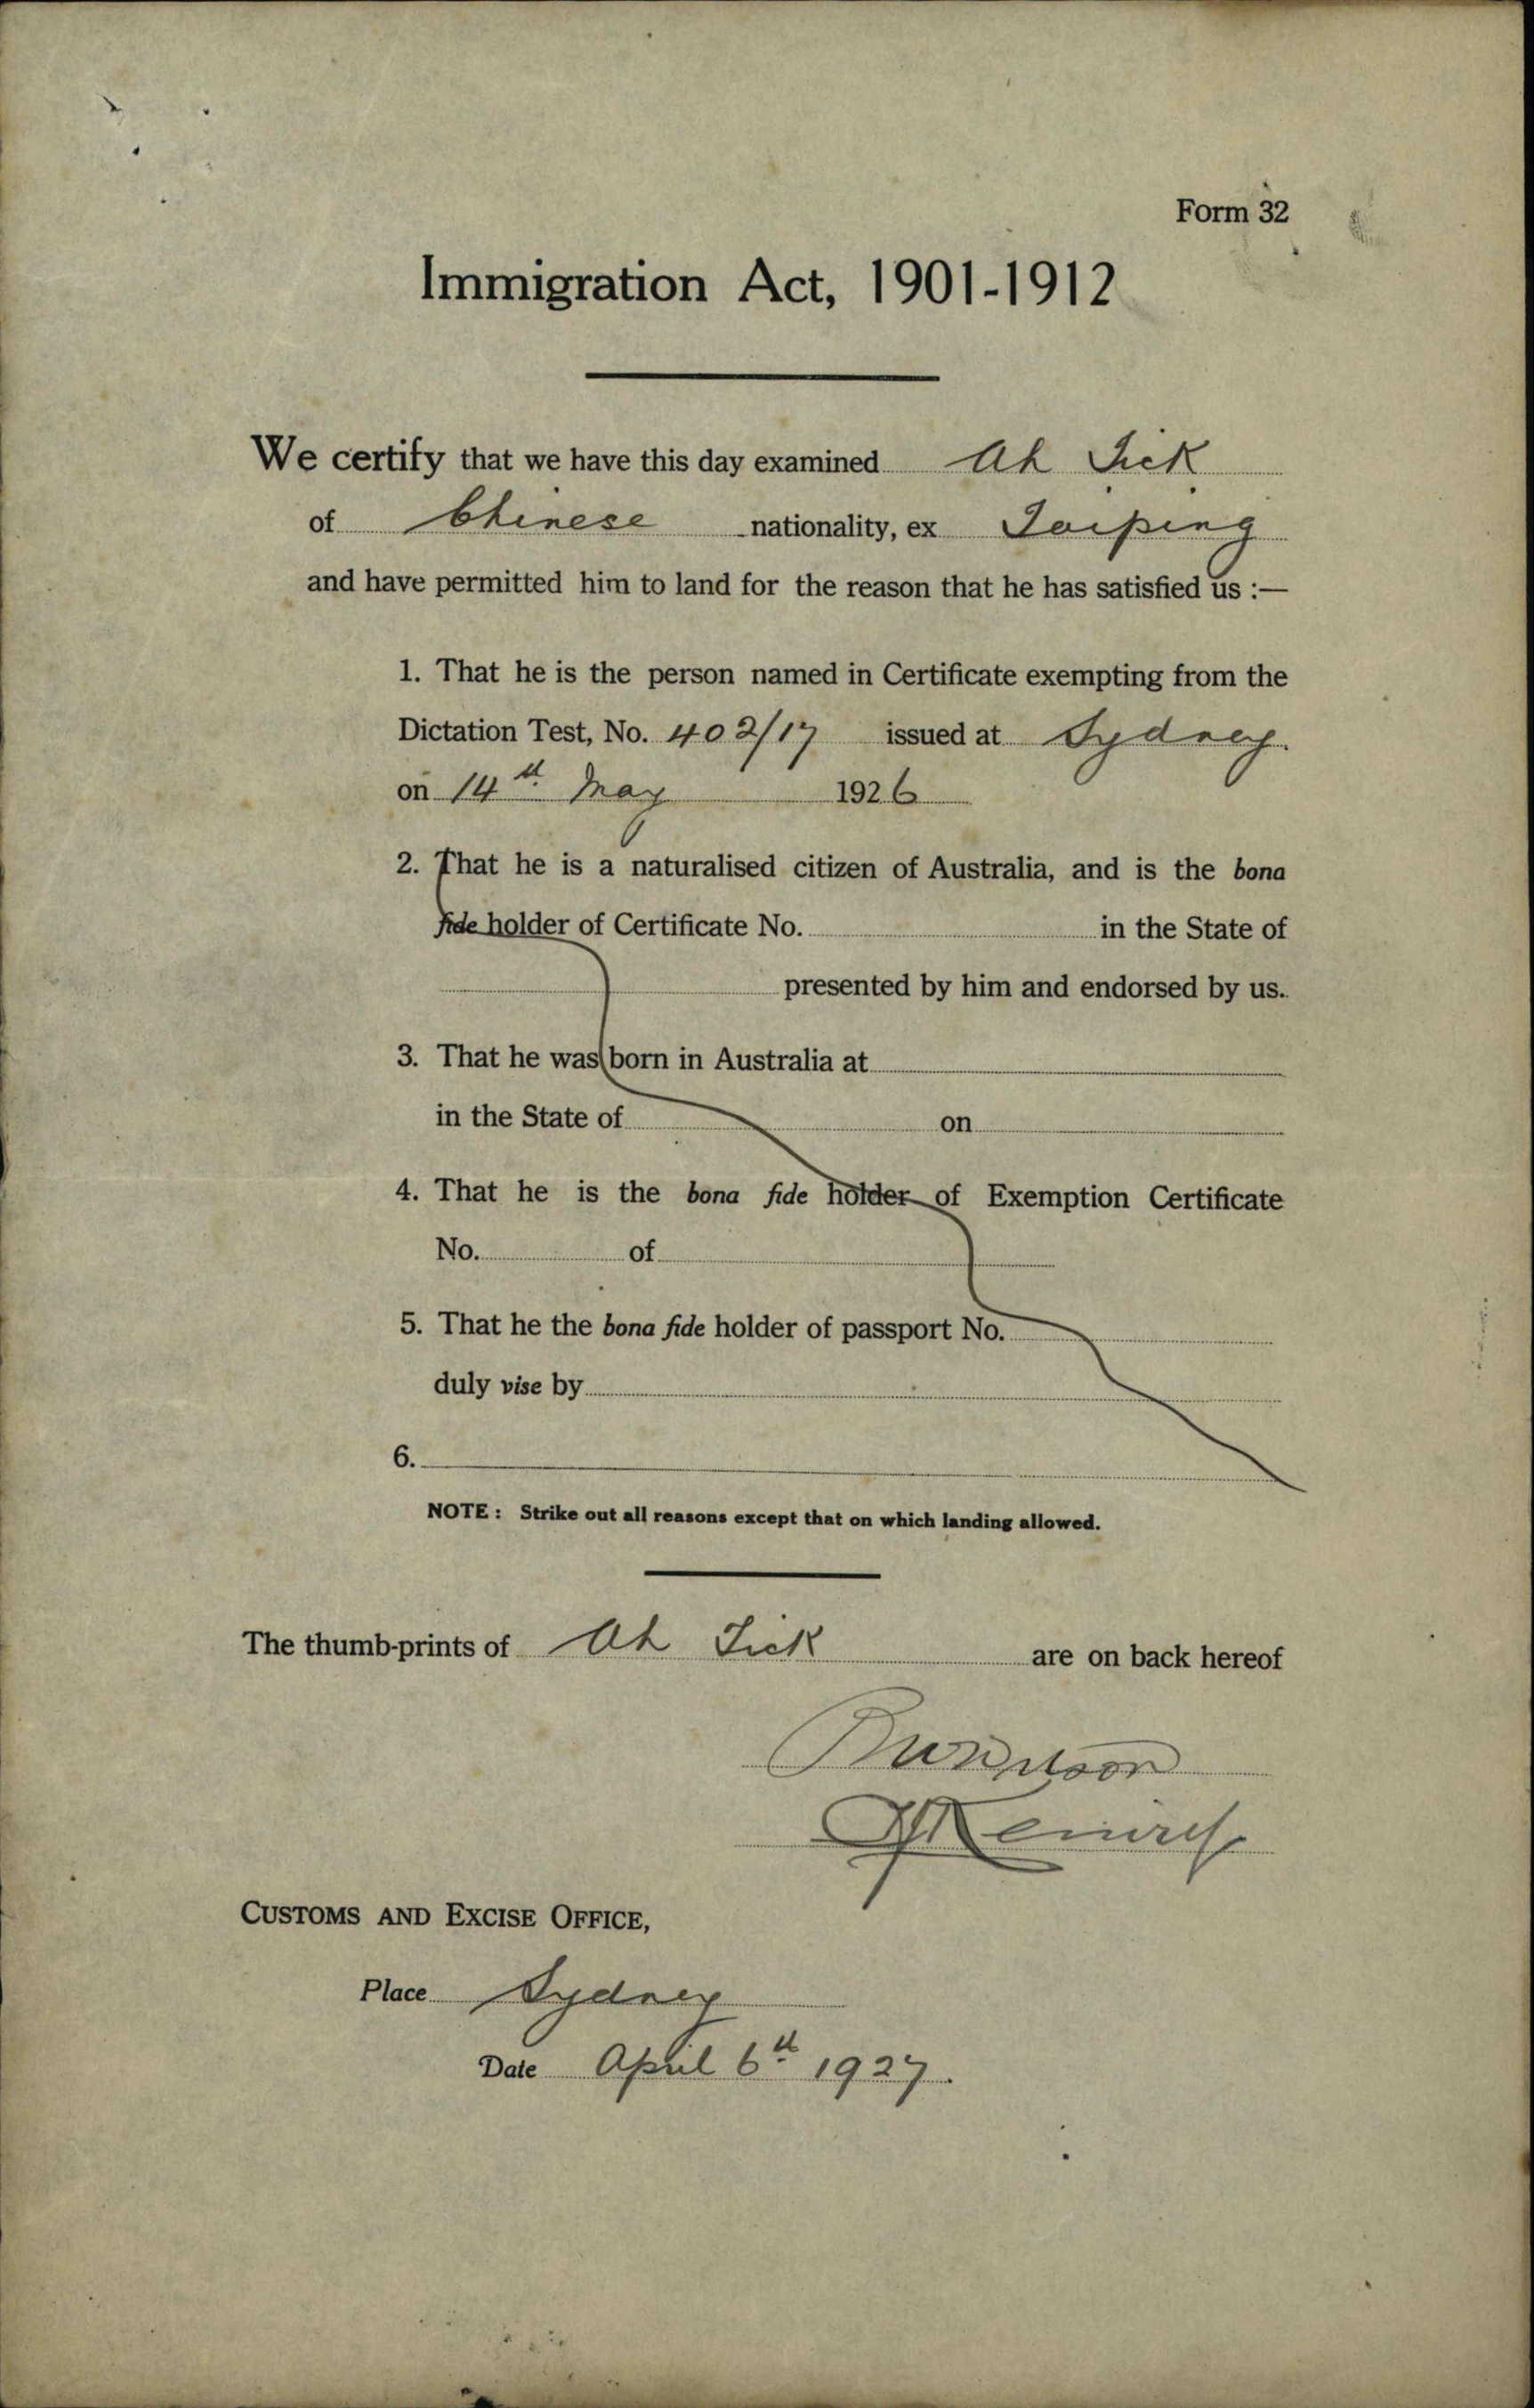 Form 32
Immigration Act, 1901-1912
We certify that we have this day examined Ah Sick
of Chinese nationality, ex Taiping
and have permitted him to land for the reason that he has satisfied us :—
1. That he is the person named in Certificate exempting from the
Dictation Test, No. 402/17 issued at Sydney.
on 14th May 1926
2. That he is a naturalised citizen of Australia, and is the bona
fide holder of Certificate No. in the State of
presented by him and endorsed by us.
3. That he was born in Australia at
in the State of on
4. That he is the bona fide holder of Exemption Certificate
No. of
5. That he the bona fide holder of passport No.
duly vise by
6.
NOTE : Strike out all reasons except that on which landing allowed.
The thumb-prints of Ah Sick are on back hereof
CUSTOMS AND EXCISE OFFICE,
Place Sydney
Date April 6th 1927.